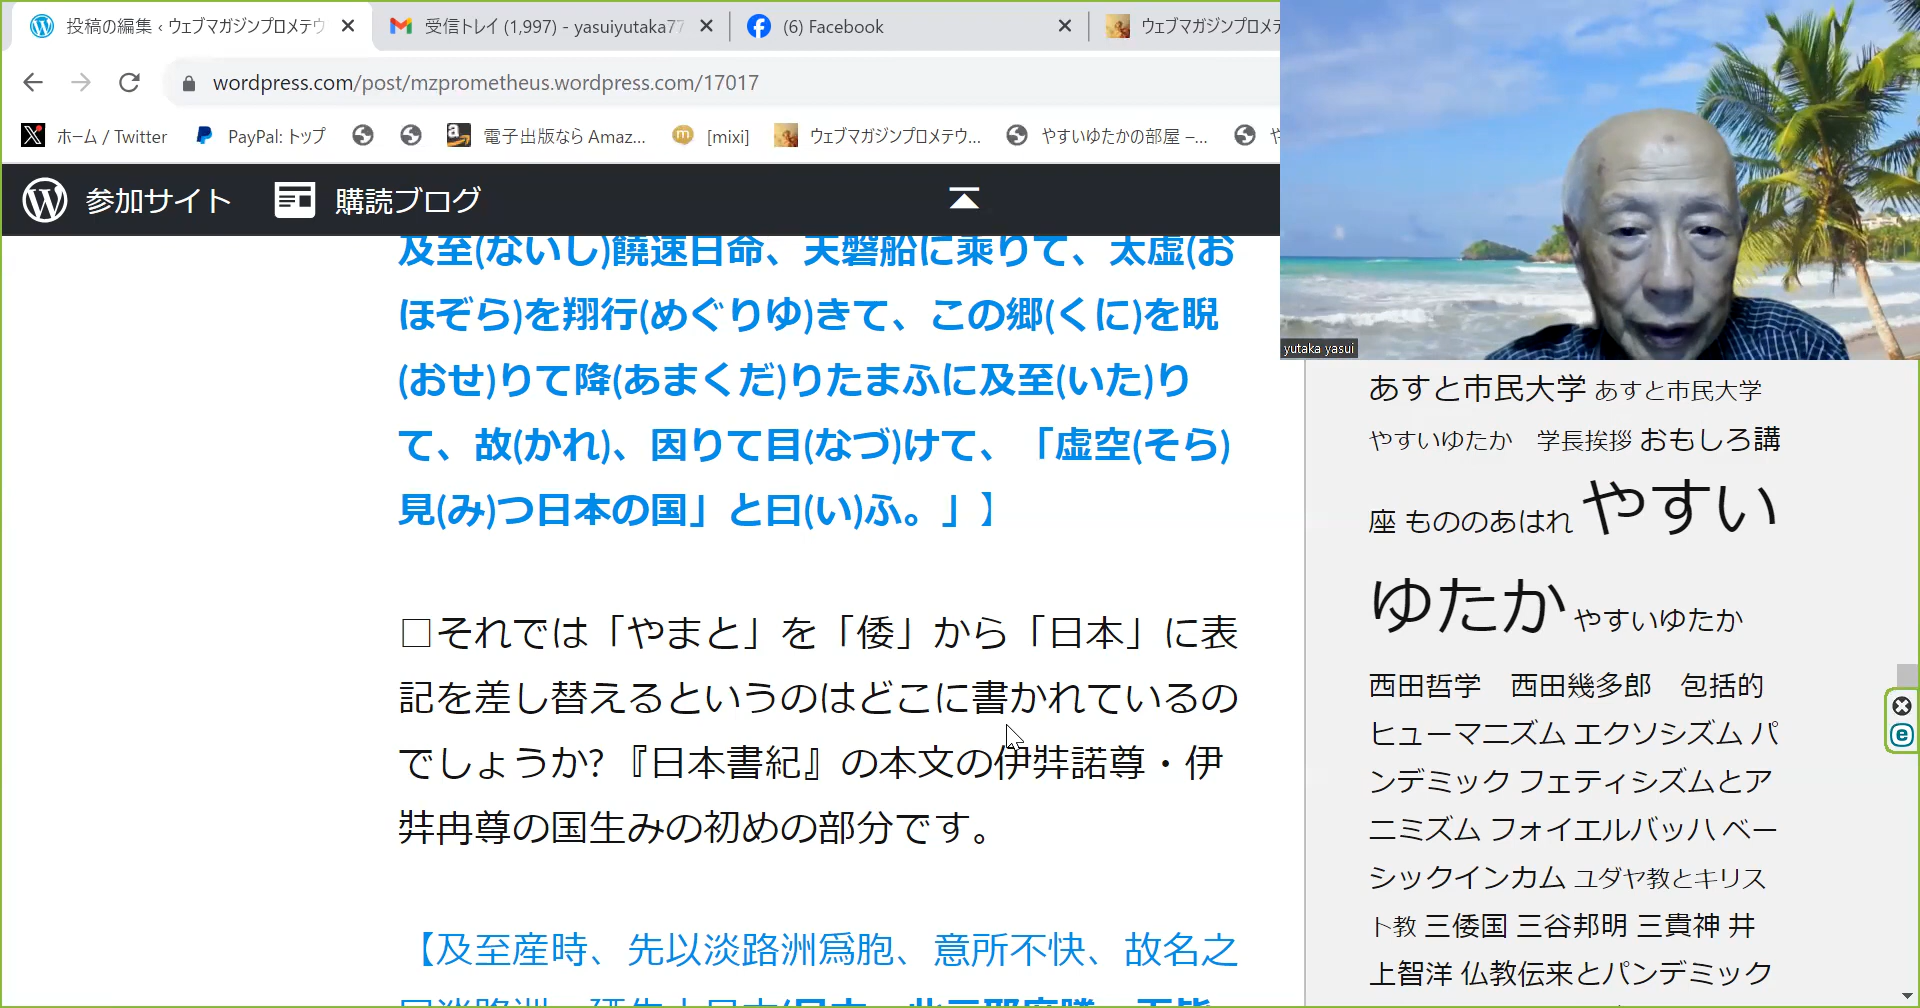 投稿の編集 ‹ ウェブマガジンプロメテウ
受信トレイ (1,997) - yasuiyutaka77
(6) Facebook
ウェブマガジンプロメテ
wordpress.com/post/mzprometheus.wordpress.com/17017
ホーム / Twitter
PayPal: トップ
電子出版なら Amaz...
[mixi]
ウェブマガジンプロメテウ...
やすいゆたかの部屋 –...
や
yutaka yasui
参加サイト
購読ブログ
及至(ないし)饒速日命、天磐船に乘りて、太虚(お
ほぞら)を翔行(めぐりゆ)きて、この郷(くに)を睨
(おせ)りて降(あまくだ)りたまふに及至(いた)り
て、故(かれ)、因りて目(なづ)けて、「虚空(そら)
見(み)つ日本の国」と曰(い)ふ。」】
□それでは「やまと」を「倭」から「日本」に表
記を差し替えるというのはどこに書かれているの
でしょうか?『日本書紀』の本文の伊弉諾尊・伊
弉冉尊の国生みの初めの部分です。
【及至産時、先以淡路洲爲胞、意所不快、故名之
あすと市民大学 あすと市民大学
やすいゆたか　学長挨拶 おもしろ講
座 もののあはれ やすい
ゆたか やすいゆたか
西田哲学　西田幾多郎　包括的
ヒューマニズム エクソシズム パ
ンデミック フェティシズムとア
ニミズム フォイエルバッハ ベー
シックインカム ユダヤ教とキリス
ト教 三倭国 三谷邦明 三貴神 井
上智洋 仏教伝来とパンデミック